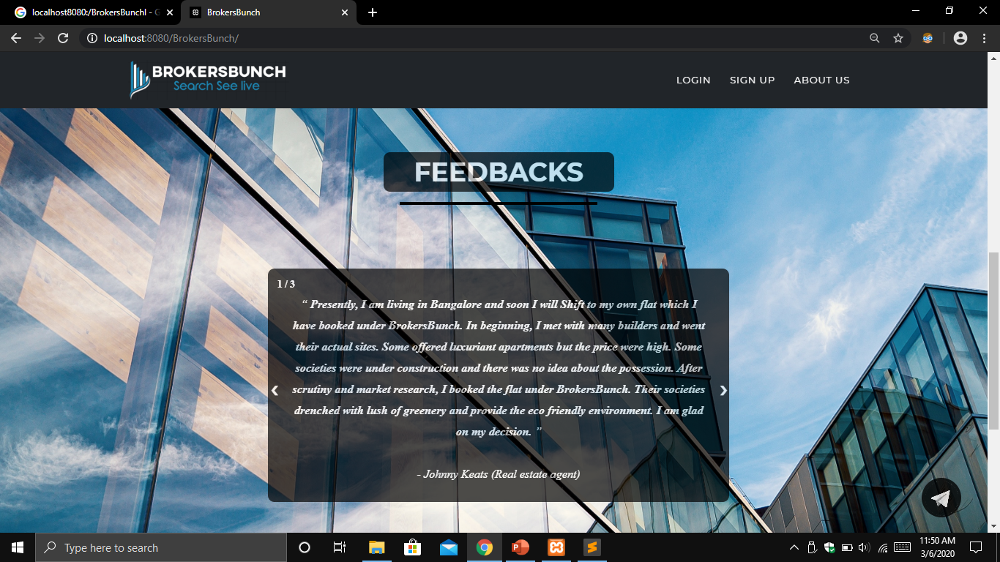 localhost8080:/BrokersBunchl - G
BrokersBunch
localhost:8080/BrokersBunch/
BROKERSBUNCH
Search See live
LOGIN SIGN UP ABOUT US
FEEDBACKS
1 / 3
“ Presently, I am living in Bangalore and soon I will Shift to my own flat which I
have booked under BrokersBunch. In beginning, I met with many builders and went
their actual sites. Some offered luxuriant apartments but the price were high. Some
societies were under construction and there was no idea about the possession. After
scrutiny and market research, I booked the flat under BrokersBunch. Their societies
drenched with lush of greenery and provide the eco friendly environment. I am glad
on my decision. ”
- Johnny Keats (Real estate agent)
Type here to search
11:50 AM
3/6/2020